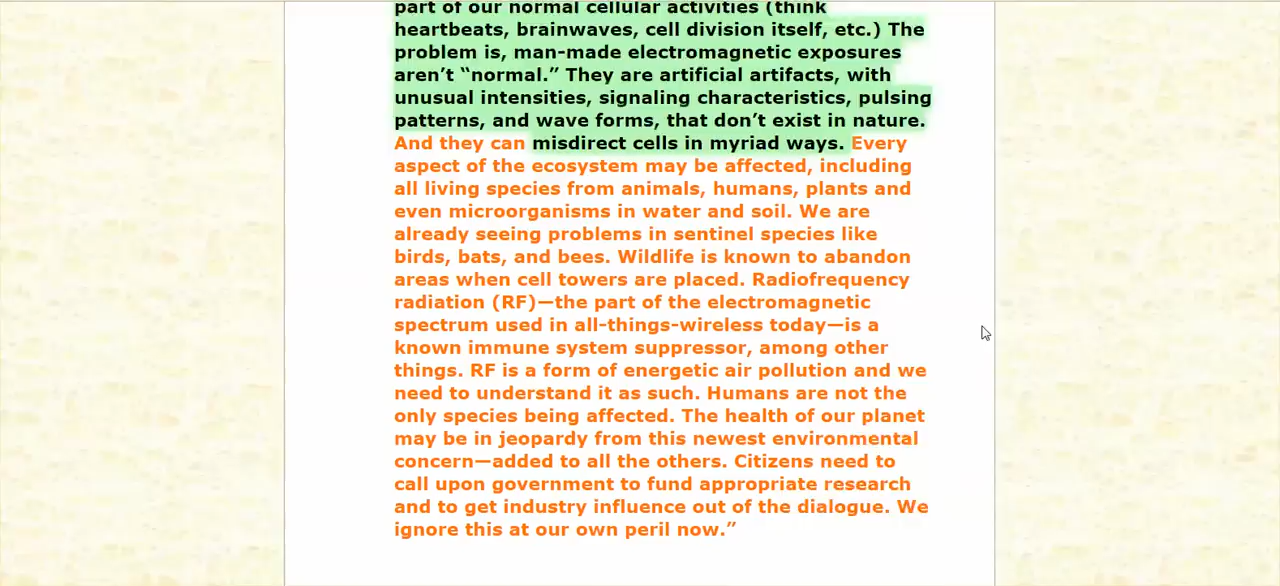 part of our normal cellular activities (think
heartbeats, brainwaves, cell division itself, etc.) The
problem is, man-made electromagnetic exposures
aren’t “normal.” They are artificial artifacts, with
unusual intensities, signaling characteristics, pulsing
patterns, and wave forms, that don’t exist in nature.
And they can misdirect cells in myriad ways. Every
aspect of the ecosystem may be affected, including
all living species from animals, humans, plants and
even microorganisms in water and soil. We are
already seeing problems in sentinel species like
birds, bats, and bees. Wildlife is known to abandon
areas when cell towers are placed. Radiofrequency
radiation (RF)—the part of the electromagnetic
spectrum used in all-things-wireless today—is a
known immune system suppressor, among other
things. RF is a form of energetic air pollution and we
need to understand it as such. Humans are not the
only species being affected. The health of our planet
may be in jeopardy from this newest environmental
concern—added to all the others. Citizens need to
call upon government to fund appropriate research
and to get industry influence out of the dialogue. We
ignore this at our own peril now.”